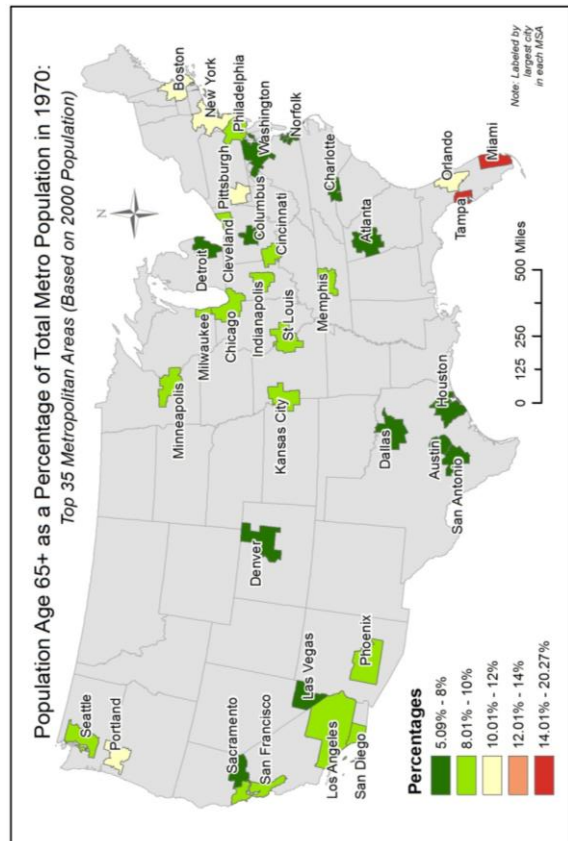 Population Age 65+ as a Percentage of Total Metro Population in 1970:
Top 35 Metropolitan Areas (Based on 2000 Population)
N
Seattle
Portland
Minneapolis
Boston
New York
Philadelphia
Pittsburgh
Washington
Norfolk
Detroit
Cleveland
Columbus
Cincinnati
Milwaukee
Chicago
Indianapolis
St Louis
Kansas City
Denver
Sacramento
San Francisco
Las Vegas
Los Angeles
San Diego
Phoenix
Memphis
Charlotte
Atlanta
Dallas
Austin
San Antonio
Houston
Orlando
Tampa
Miami
Percentages
5.09% - 8%
8.01% - 10%
10.01% - 12%
12.01% - 14%
14.01% - 20.27%
0 125 250 500 Miles
Note: Labeled by
largest city
in each MSA